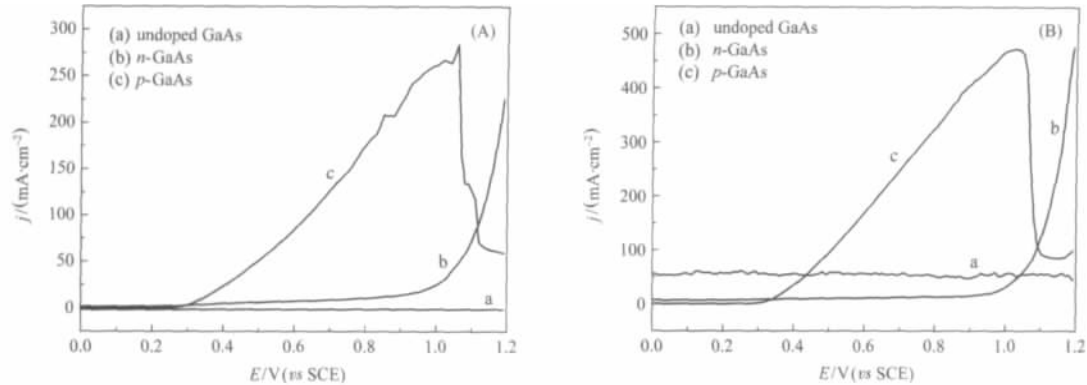 (A)
(a) undoped GaAs
(b) n-GaAs
(c) p-GaAs
300
250
200
150
100
50
0
j/(mA·cm⁻²)
c
b
a
0.0 0.2 0.4 0.6 0.8 1.0 1.2
E/V(vs SCE)
(B)
(a) undoped GaAs
(b) n-GaAs
(c) p-GaAs
500
400
300
200
100
0
j/(mA·cm⁻²)
b
c
a
0.0 0.2 0.4 0.6 0.8 1.0 1.2
E/V(vs SCE)